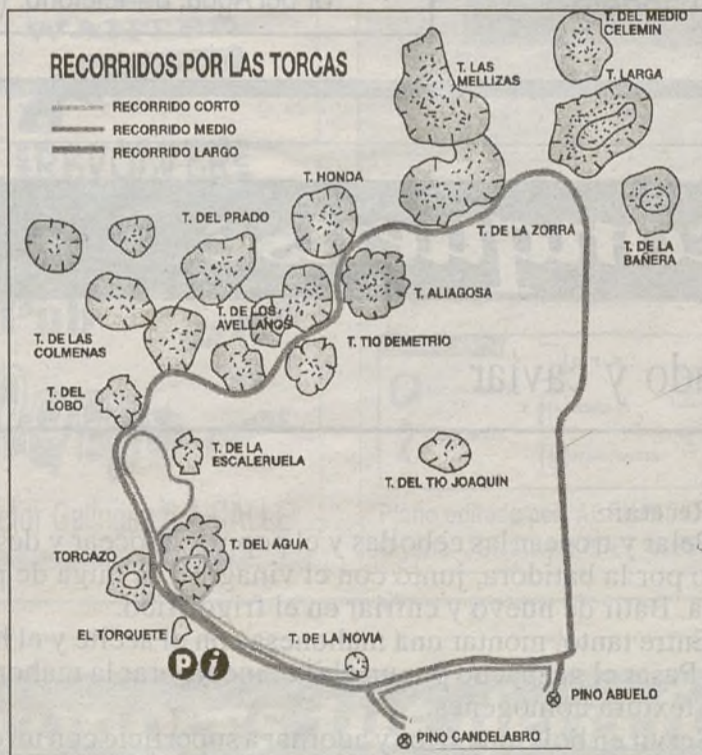 RECORRIDOS POR LAS TORCAS
RECORRIDO CORTO
RECORRIDO MEDIO
RECORRIDO LARGO
T. DEL MEDIO
CELEMIN
T. LAS
MELLIZAS
T. LARGA
T. HONDA
T. DEL PRADO
T. DE LA ZORRA
T. DE LA
BAÑERA
T. ALIAGOSA
T. DE LOS
AVELLANOS
T. DE LAS
COLMENAS
T. TIO DEMETRIO
T. DEL
LOBO
T. DE LA
ESCALERUELA
T. DEL TIO JOAQUIN
T. DEL AGUA
TORCAZO
EL TORQUETE
P i
T. DE LA NOVIA
PINO ABUELO
PINO CANDELABRO